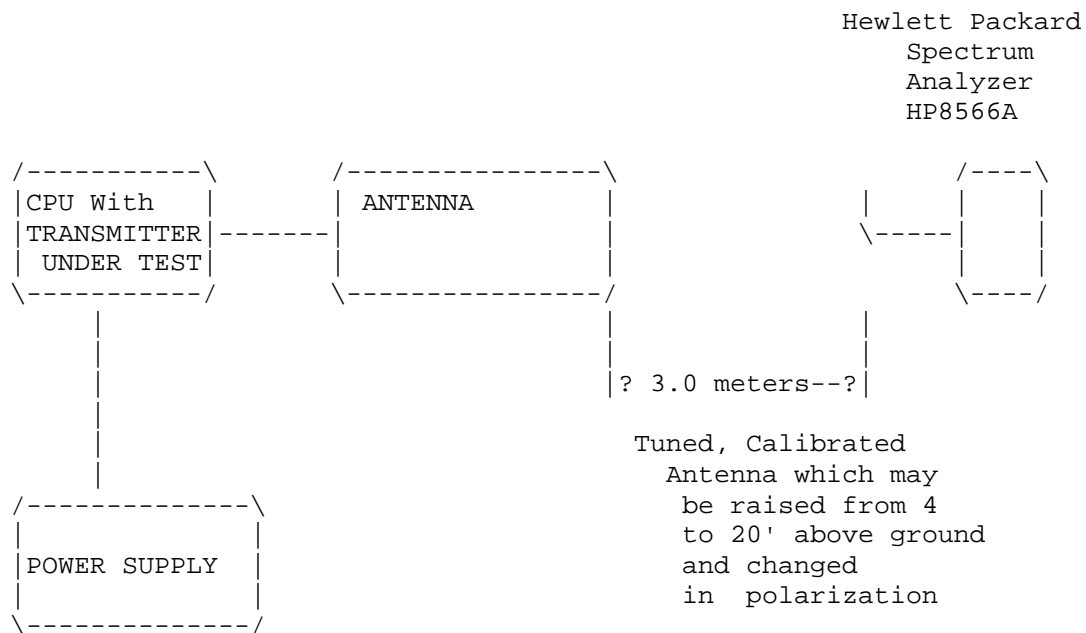 Hewlett Packard
Spectrum
Analyzer
HP8566A
CPU With
TRANSMITTER
UNDER TEST
ANTENNA
? 3.0 meters--?
Tuned, Calibrated
Antenna which may
be raised from 4
to 20' above ground
and changed
in polarization
POWER SUPPLY